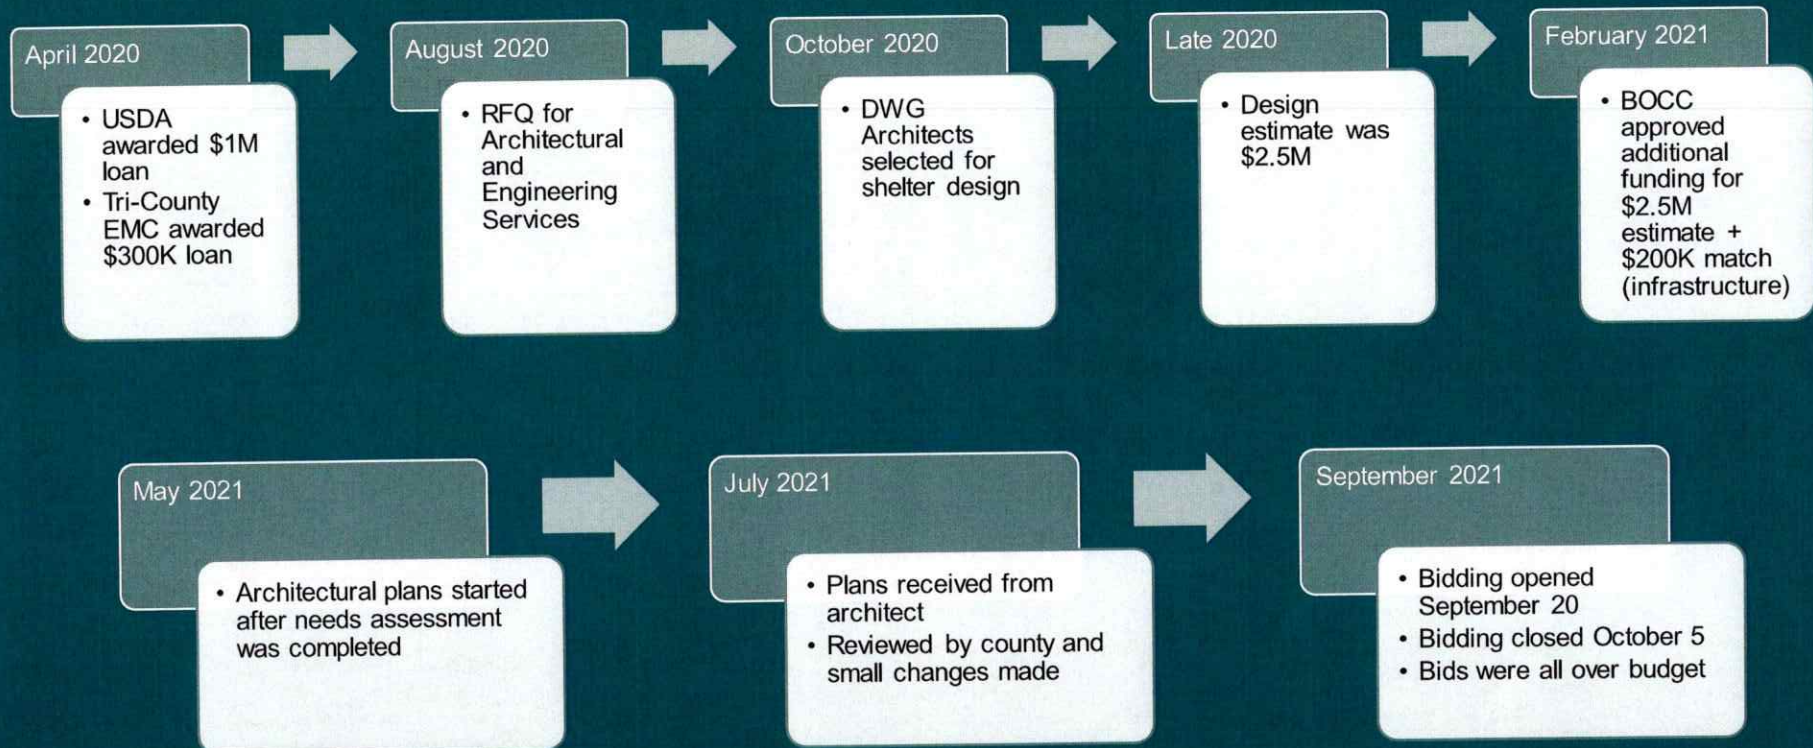 April 2020
• USDA
awarded $1M
loan
• Tri-County
EMC awarded
$300K loan
August 2020
• RFQ for
Architectural
and
Engineering
Services
October 2020
• DWG
Architects
selected for
shelter design
Late 2020
• Design
estimate was
$2.5M
February 2021
• BOCC
approved
additional
funding for
$2.5M
estimate +
$200K match
(infrastructure)
May 2021
• Architectural plans started
after needs assessment
was completed
July 2021
• Plans received from
architect
• Reviewed by county and
small changes made
September 2021
• Bidding opened
September 20
• Bidding closed October 5
• Bids were all over budget